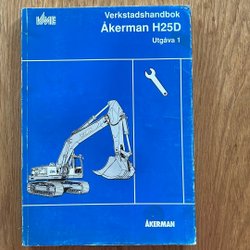 VME
Verkstadshandbok
Åkerman H25D
Utgåva 1
ÅKERMAN